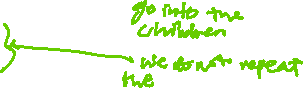 go into the
children
we do not repeat
the